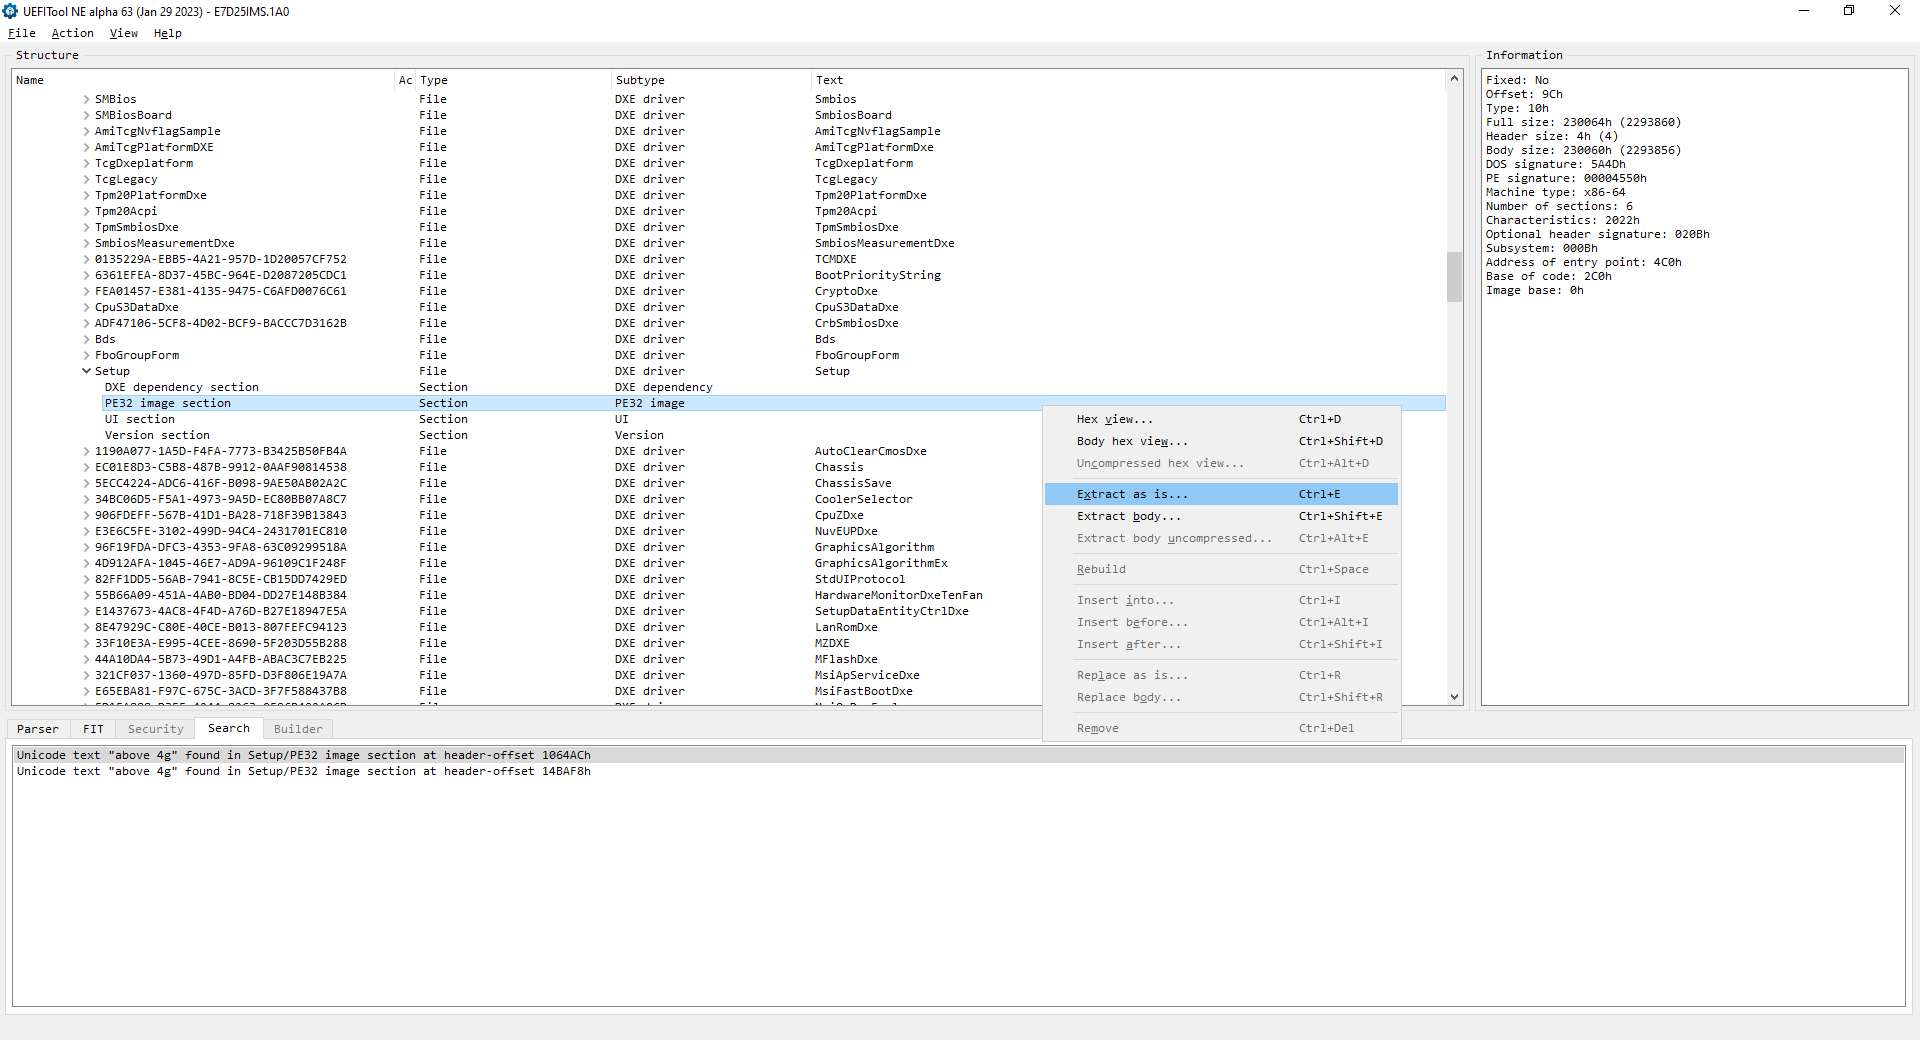 UEFITool NE alpha 63 (Jan 29 2023) - E7D25IMS.1A0
File Action View Help
Structure
Name Ac Type Subtype Text
SMBios File DXE driver Smbios
SMBiosBoard File DXE driver SmbiosBoard
AmiTcgNvflagSample File DXE driver AmiTcgNvflagSample
AmiTcgPlatformDXE File DXE driver AmiTcgPlatformDxe
TcgDxeplatform File DXE driver TcgDxeplatform
TcgLegacy File DXE driver TcgLegacy
Tpm20PlatformDxe File DXE driver Tpm20PlatformDxe
Tpm20Acpi File DXE driver Tpm20Acpi
TpmSmbiosDxe File DXE driver TpmSmbiosDxe
SmbiosMeasurementDxe File DXE driver SmbiosMeasurementDxe
0135229A-EBB5-4A21-957D-1D20057CF752 File DXE driver TCMDXE
6361EFEA-8D37-45BC-964E-D2087205CDC1 File DXE driver BootPriorityString
FEA01457-E381-4135-9475-C6AFD0076C61 File DXE driver CryptoDxe
CpuS3DataDxe File DXE driver CpuS3DataDxe
ADF47106-5CF8-4D02-BCF9-BACCC7D3162B File DXE driver CrbSmbiosDxe
Bds File DXE driver Bds
FboGroupForm File DXE driver FboGroupForm
Setup File DXE driver Setup
DXE dependency section Section DXE dependency
PE32 image section Section PE32 image
UI section Section UI
Version section Section Version
1190A077-1A5D-F4FA-7773-B3425B50FB4A File DXE driver AutoClearCmosDxe
EC01E8D3-C5B8-487B-9912-0AAF90814538 File DXE driver Chassis
5ECC4224-ADC6-416F-B098-9AE50AB02A2C File DXE driver ChassisSave
34BC06D5-F5A1-4973-9A5D-EC80BB07A8C7 File DXE driver CoolerSelector
906FDEFF-567B-41D1-BA28-718F39B13843 File DXE driver CpuZDxe
E3E6C5FE-3102-499D-94C4-2431701EC810 File DXE driver NuvEUPDxe
96F19FDA-DFC3-4353-9FA8-63C09299518A File DXE driver GraphicsAlgorithm
4D912AFA-1045-46E7-AD9A-96109C1F248F File DXE driver GraphicsAlgorithmEx
82FF1DD5-56AB-7941-8C5E-CB15DD7429ED File DXE driver StdUIProtocol
55B66A09-451A-4AB0-BD04-DD27E148B384 File DXE driver HardwareMonitorDxeTenFan
E1437673-4AC8-4F4D-A76D-B27E18947E5A File DXE driver SetupDataEntityCtrlDxe
8E47929C-C80E-40CE-B013-807FEFC94123 File DXE driver LanRomDxe
33F10E3A-E995-4CEE-8690-5F203D55B288 File DXE driver MZDXE
44A10DA4-5B73-49D1-A4FB-ABAC3C7EB225 File DXE driver MFlashDxe
321CF037-1360-497D-85FD-D3F806E19A7A File DXE driver MsiApServiceDxe
E65EBA81-F97C-675C-3ACD-3F7F588437B8 File DXE driver MsiFastBootDxe
Hex view... Ctrl+D
Body hex view... Ctrl+Shift+D
Uncompressed hex view... Ctrl+Alt+D
Extract as is... Ctrl+E
Extract body... Ctrl+Shift+E
Extract body uncompressed... Ctrl+Alt+E
Rebuild Ctrl+Space
Insert into... Ctrl+I
Insert before... Ctrl+Alt+I
Insert after... Ctrl+Shift+I
Replace as is... Ctrl+R
Replace body... Ctrl+Shift+R
Remove Ctrl+Del
Information
Fixed: No
Offset: 9Ch
Type: 10h
Full size: 230064h (2293860)
Header size: 4h (4)
Body size: 230060h (2293856)
DOS signature: 5A4Dh
PE signature: 00004550h
Machine type: x86-64
Number of sections: 6
Characteristics: 2022h
Optional header signature: 020Bh
Subsystem: 000Bh
Address of entry point: 4C0h
Base of code: 2C0h
Image base: 0h
Parser FIT Security Search Builder
Unicode text "above 4g" found in Setup/PE32 image section at header-offset 1064ACh
Unicode text "above 4g" found in Setup/PE32 image section at header-offset 14BAF8h